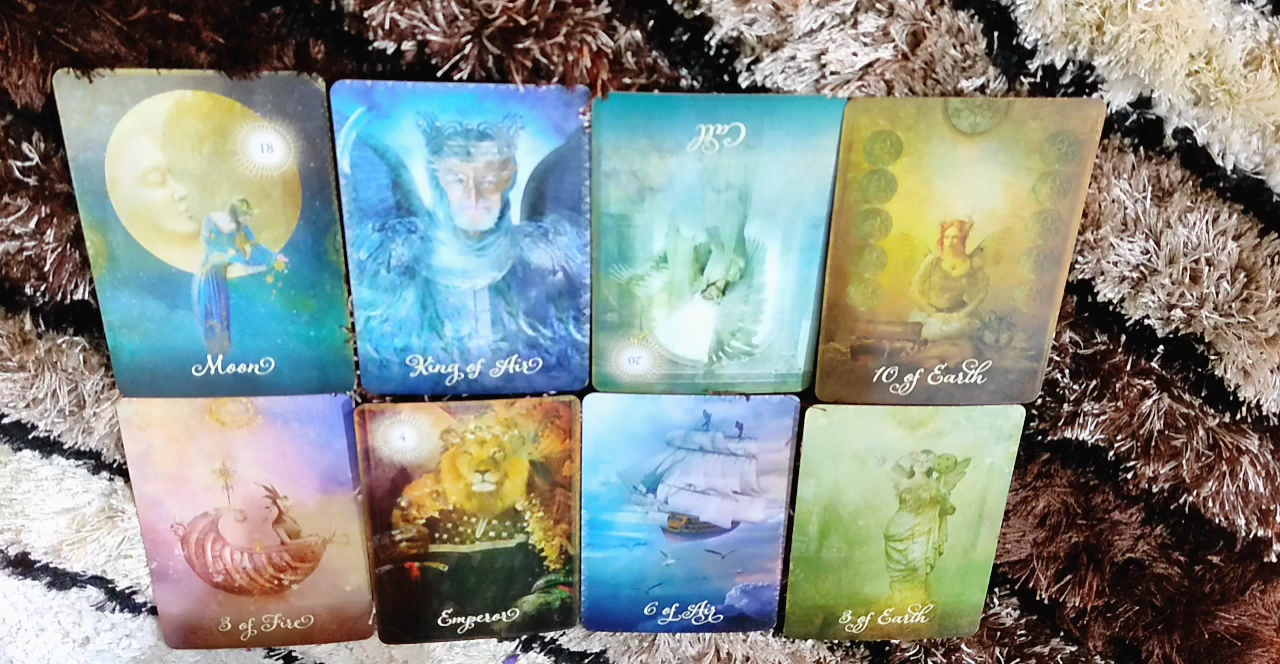 18
Moon
King of Air
Call
20
10 of Earth
3 of Fire
4
Emperor
6 of Air
3 of Earth